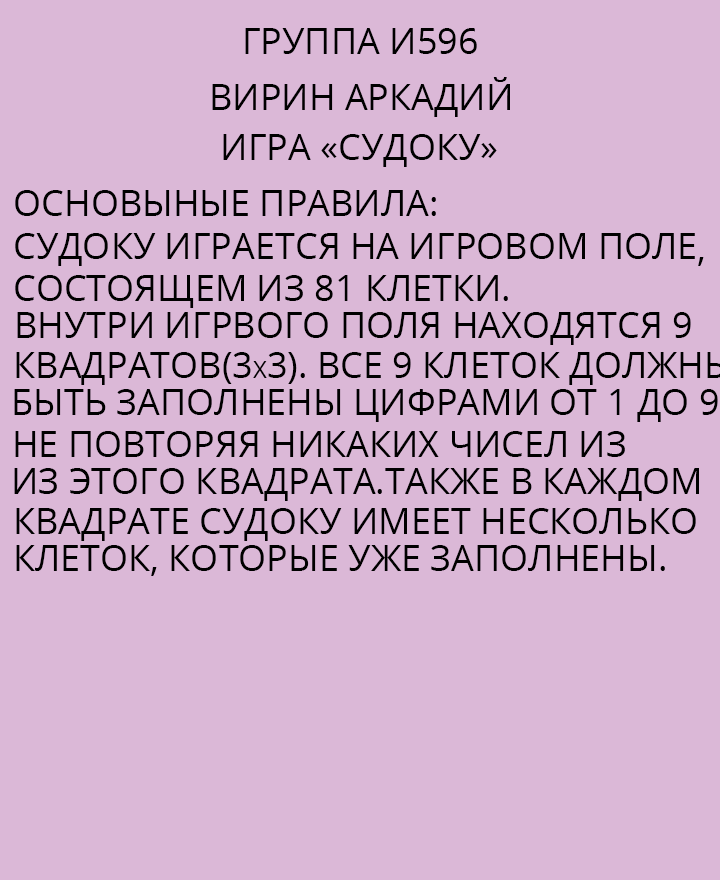 ГРУППА И596
ВИРИН АРКАДИЙ
ИГРА «СУДОКУ»
ОСНОВЫНЫЕ ПРАВИЛА:
СУДОКУ ИГРАЕТСЯ НА ИГРОВОМ ПОЛЕ,
СОСТОЯЩЕМ ИЗ 81 КЛЕТКИ.
ВНУТРИ ИГРВОГО ПОЛЯ НАХОДЯТСЯ 9
КВАДРАТОВ(3x3). ВСЕ 9 КЛЕТОК ДОЛЖНЫ
БЫТЬ ЗАПОЛНЕНЫ ЦИФРАМИ ОТ 1 ДО 9
НЕ ПОВТОРЯЯ НИКАКИХ ЧИСЕЛ ИЗ
ИЗ ЭТОГО КВАДРАТА.ТАКЖЕ В КАЖДОМ
КВАДРАТЕ СУДОКУ ИМЕЕТ НЕСКОЛЬКО
КЛЕТОК, КОТОРЫЕ УЖЕ ЗАПОЛНЕНЫ.